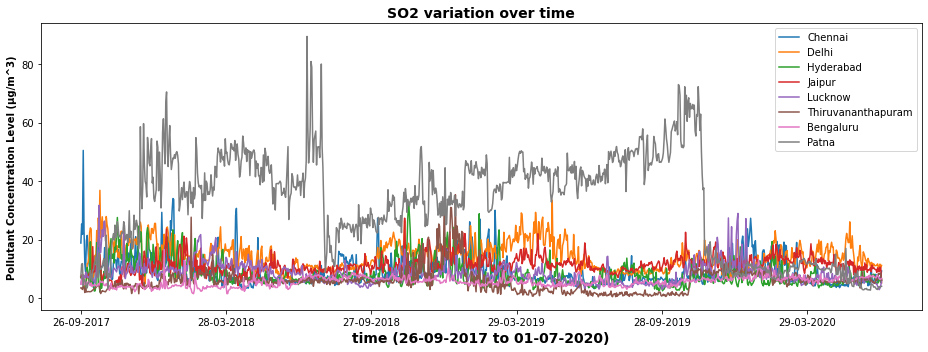 SO2 variation over time
Pollutant Concentration Level (µg/m^3)
80
60
40
20
0
Chennai
Delhi
Hyderabad
Jaipur
Lucknow
Thiruvananthapuram
Bengaluru
Patna
26-09-2017
28-03-2018
27-09-2018
29-03-2019
28-09-2019
29-03-2020
time (26-09-2017 to 01-07-2020)